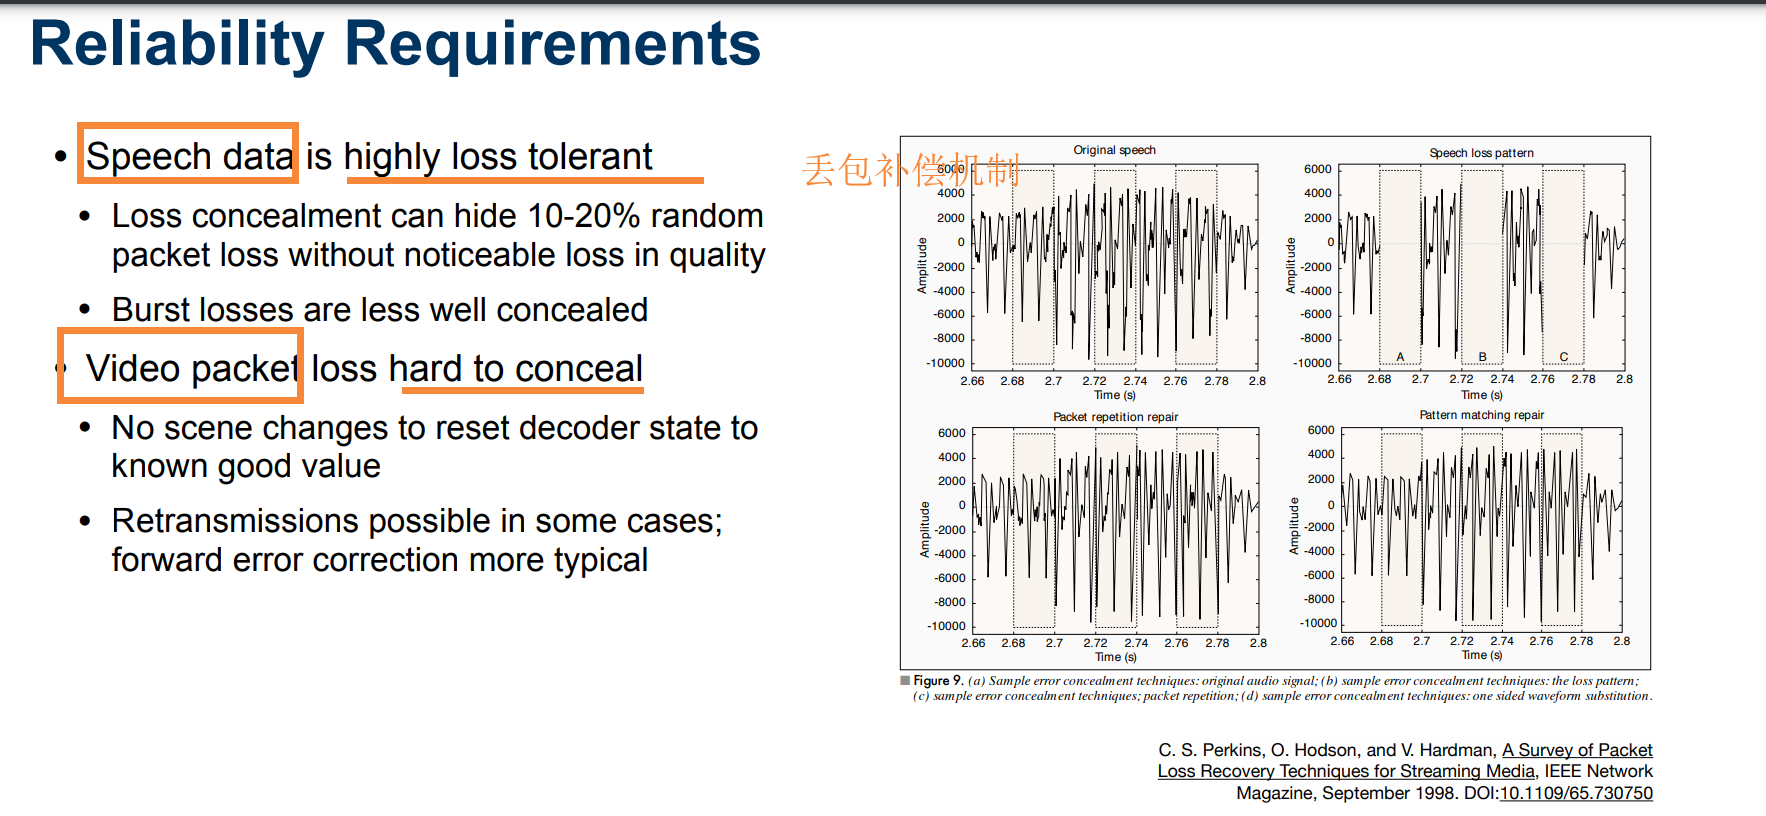 Reliability Requirements
• Speech data is highly loss tolerant
• Loss concealment can hide 10-20% random
packet loss without noticeable loss in quality
• Burst losses are less well concealed
• Video packet loss hard to conceal
• No scene changes to reset decoder state to
known good value
• Retransmissions possible in some cases;
forward error correction more typical
丢包补偿机制
Original speech
6000
4000
2000
0
-2000
-4000
-6000
-8000
-10000
Amplitude
2.66 2.68 2.7 2.72 2.74 2.76 2.78 2.8
Time (s)
Speech loss pattern
6000
4000
2000
0
-2000
-4000
-6000
-8000
-10000
Amplitude
A B C
2.66 2.68 2.7 2.72 2.74 2.76 2.78 2.8
Time (s)
Packet repetition repair
6000
4000
2000
0
-2000
-4000
-6000
-8000
-10000
Amplitude
2.66 2.68 2.7 2.72 2.74 2.76 2.78 2.8
Time (s)
Pattern matching repair
6000
4000
2000
0
-2000
-4000
-6000
-8000
-10000
Amplitude
2.66 2.68 2.7 2.72 2.74 2.76 2.78 2.8
Time (s)
Figure 9. (a) Sample error concealment techniques: original audio signal; (b) sample error concealment techniques: the loss pattern;
(c) sample error concealment techniques; packet repetition; (d) sample error concealment techniques: one sided waveform substitution.
C. S. Perkins, O. Hodson, and V. Hardman, A Survey of Packet
Loss Recovery Techniques for Streaming Media, IEEE Network
Magazine, September 1998. DOI:10.1109/65.730750